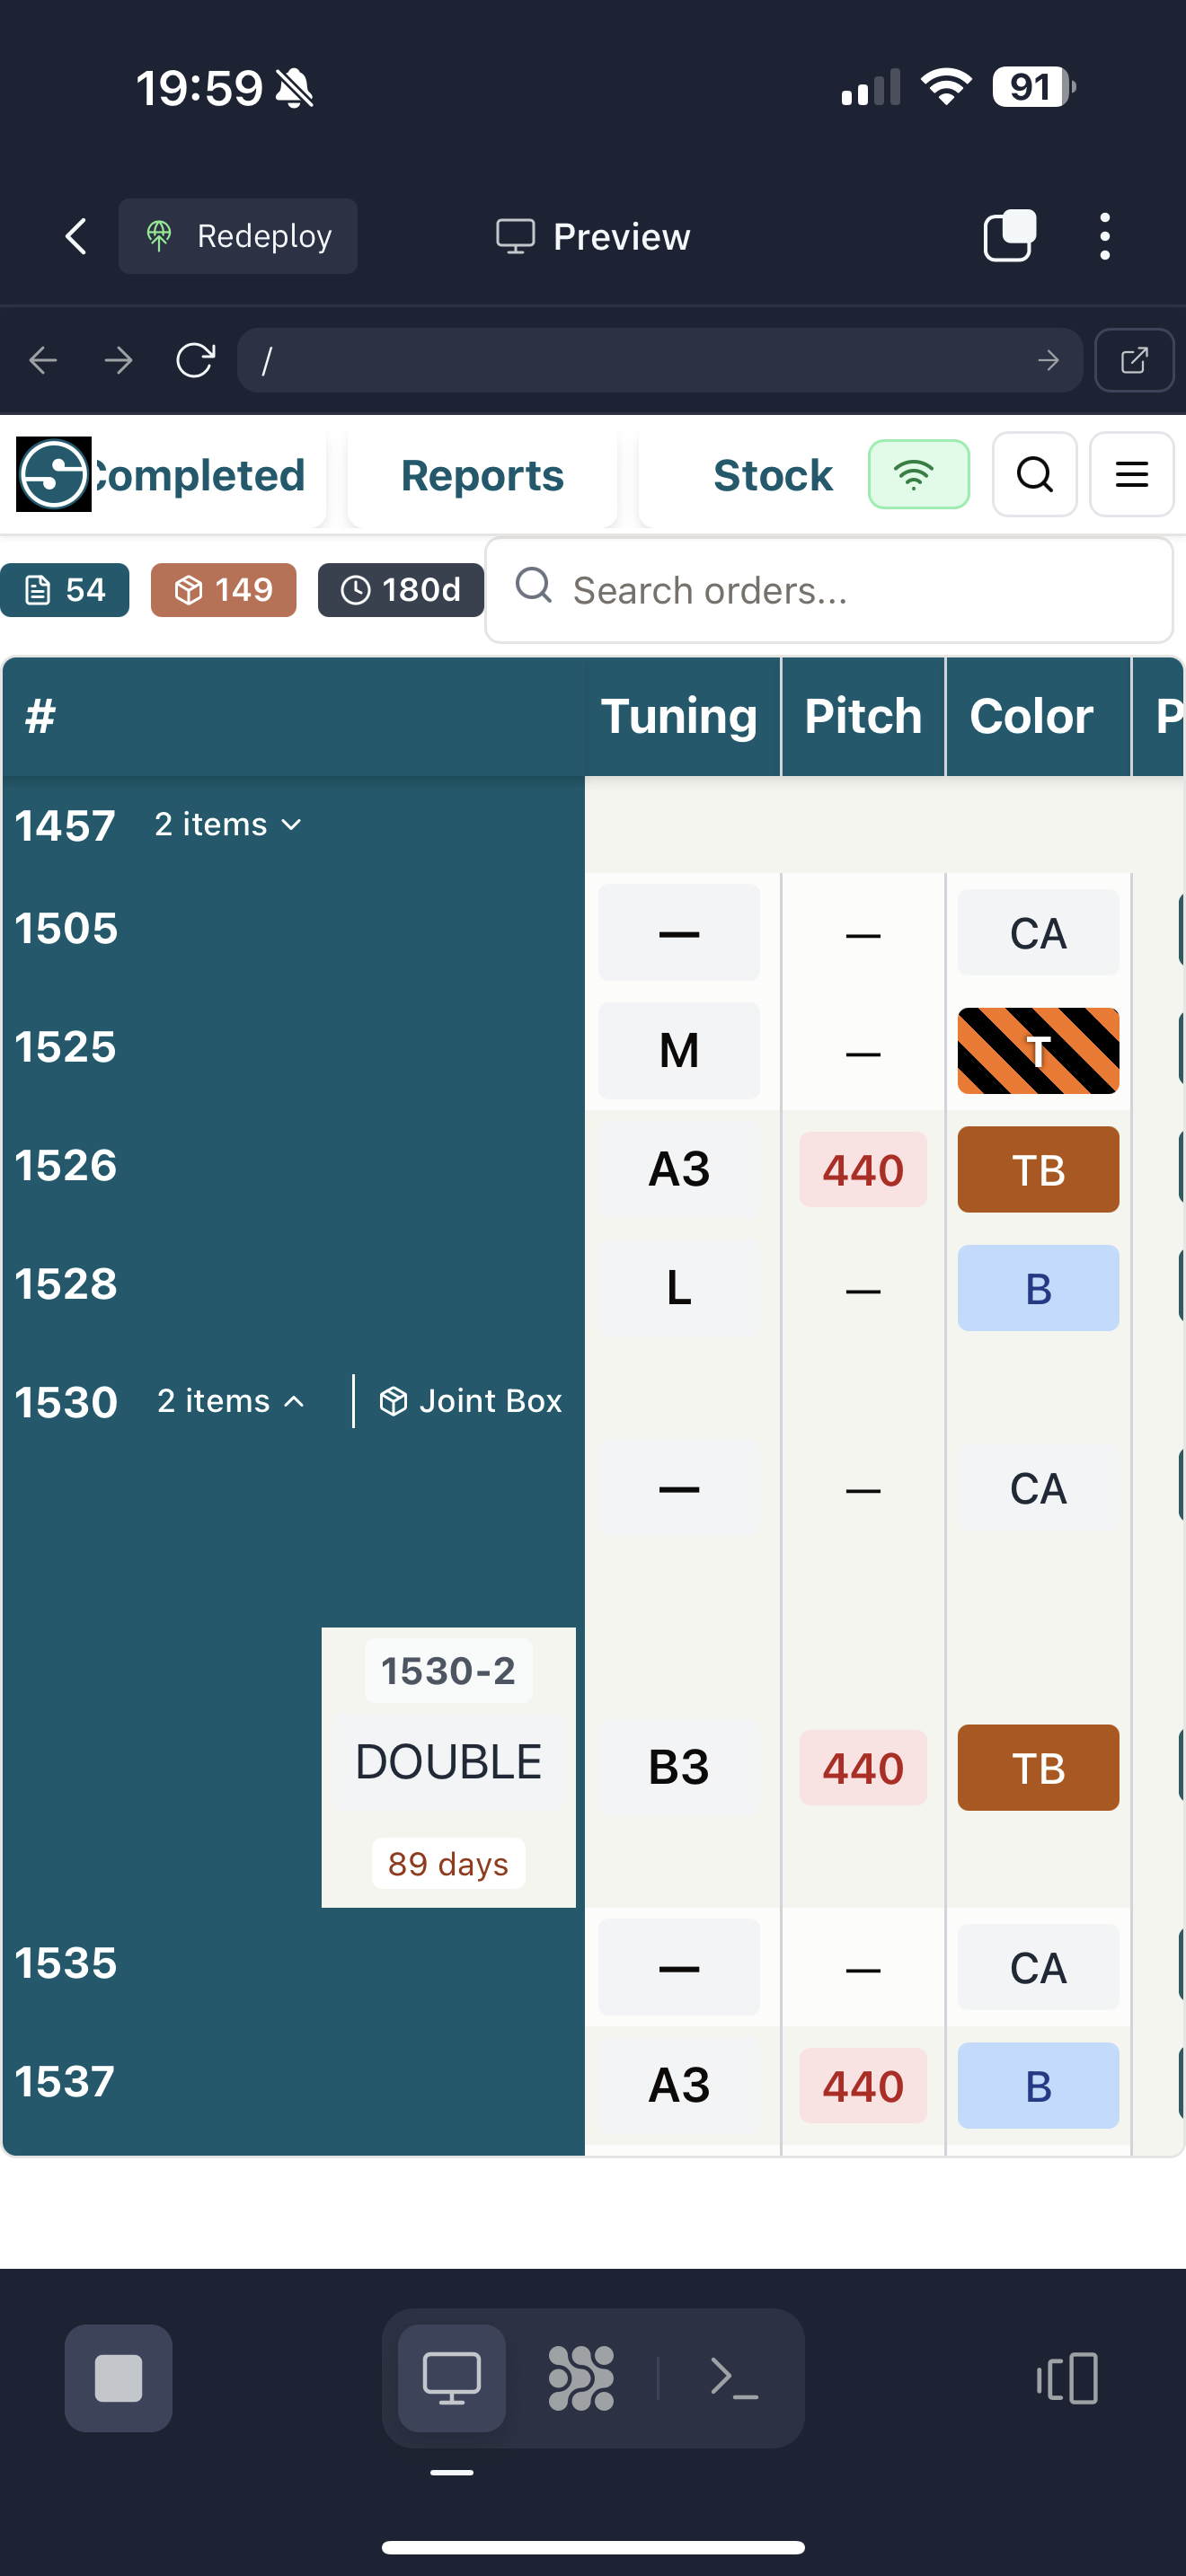 19:59 91
Redeploy Preview
/
Completed Reports Stock
54 149 180d Search orders...
# Tuning Pitch Color P
1457 2 items
1505 — — CA
1525 M — T
1526 A3 440 TB
1528 L — B
1530 2 items Joint Box
— — CA
1530-2
DOUBLE B3 440 TB
89 days
1535 — — CA
1537 A3 440 B